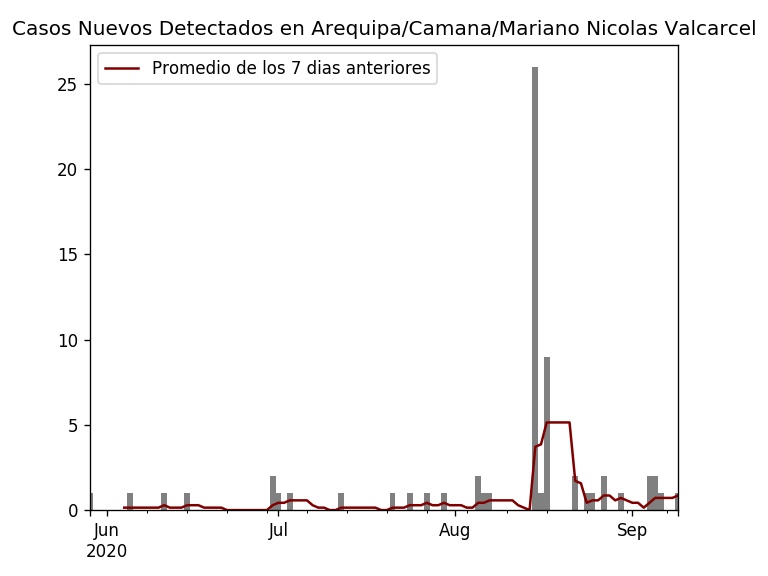 Casos Nuevos Detectados en Arequipa/Camana/Mariano Nicolas Valcarcel
Promedio de los 7 dias anteriores
25
20
15
10
5
0
Jun Jul Aug Sep
2020